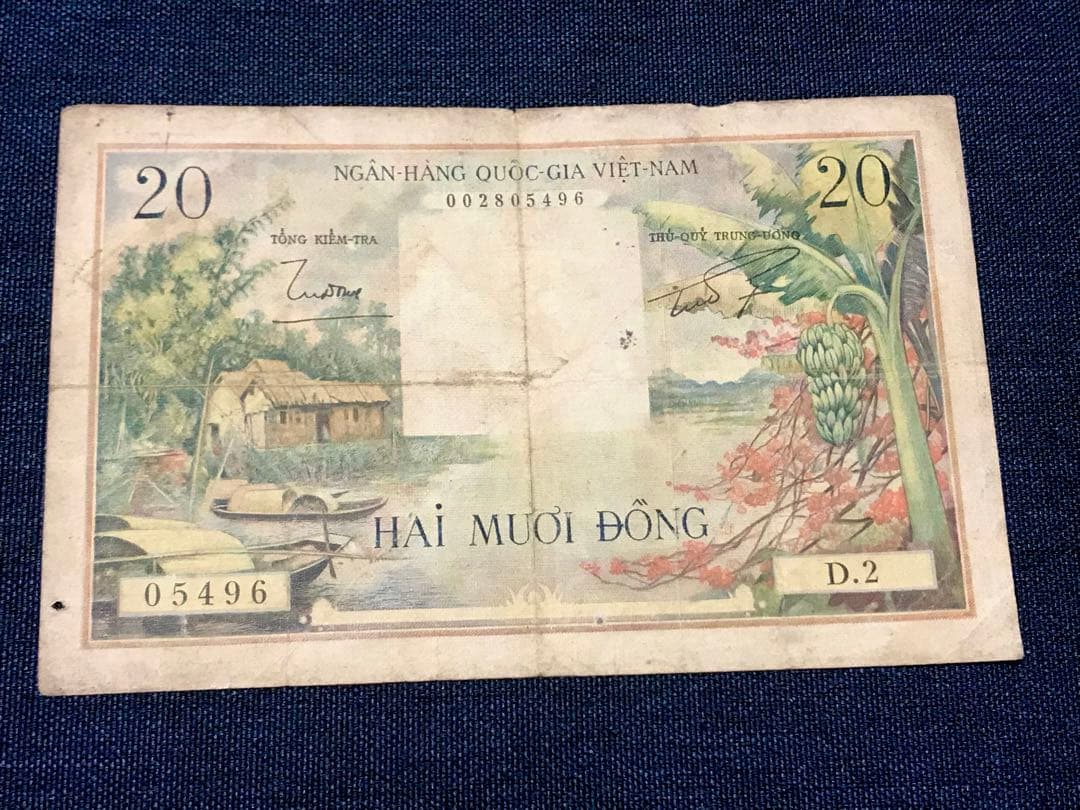 20
NGÂN-HÀNG QUỐC-GIA VIỆT-NAM
20
002805496
TỔNG KIỂM-TRA
THỦ-QUỸ TRUNG-ƯƠNG
HAI MƯƠI ĐỒNG
05496
D.2